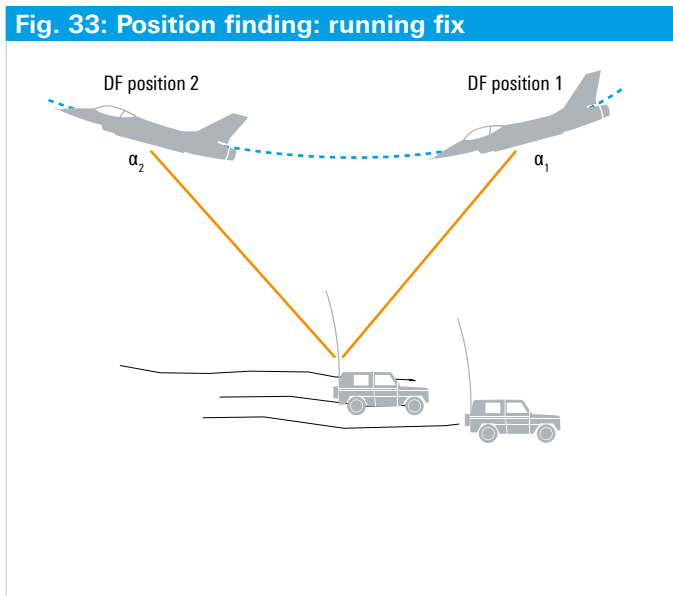 Fig. 33: Position finding: running fix
DF position 2
DF position 1
α₂
α₁